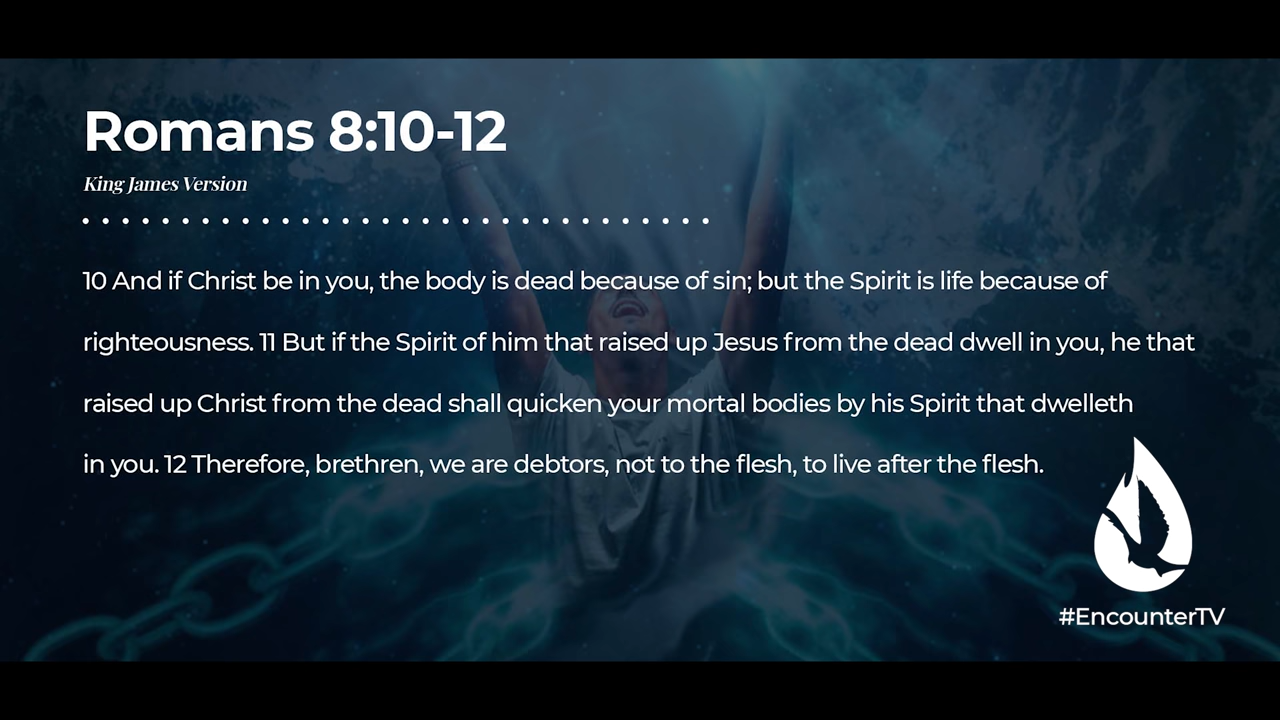 Romans 8:10-12
King James Version
10 And if Christ be in you, the body is dead because of sin; but the Spirit is life because of
righteousness. 11 But if the Spirit of him that raised up Jesus from the dead dwell in you, he that
raised up Christ from the dead shall quicken your mortal bodies by his Spirit that dwelleth
in you. 12 Therefore, brethren, we are debtors, not to the flesh, to live after the flesh.
#EncounterTV